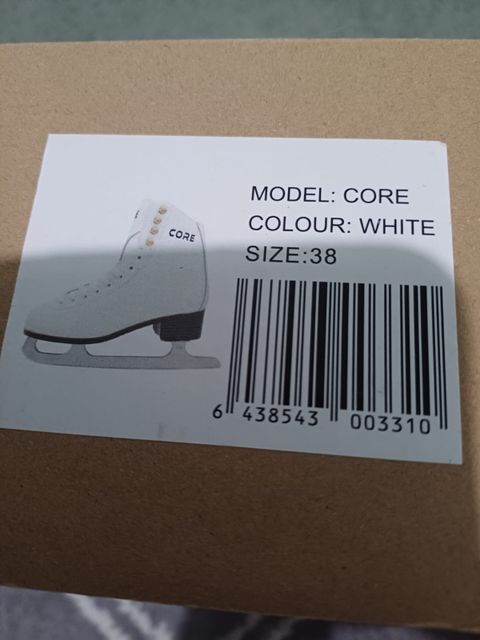 MODEL: CORE
COLOUR: WHITE
SIZE:38
CORE
6 438543 003310